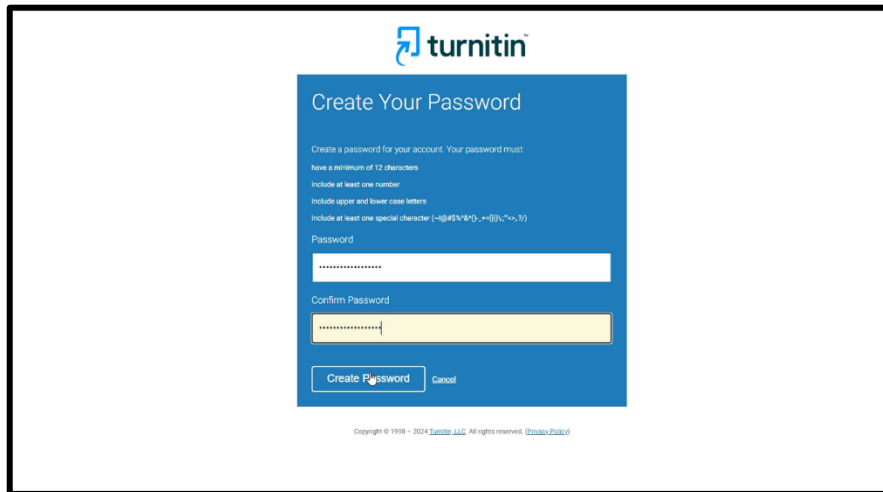 turnitin
Create Your Password
Create a password for your account. Your password must:
have a minimum of 12 characters
Include at least one number
Include upper and lower case letters
Include at least one special character
Password
Confirm Password
Create Password Cancel
Copyright © 1998 – 2024 Turnitin, LLC. All rights reserved. (Privacy Policy)